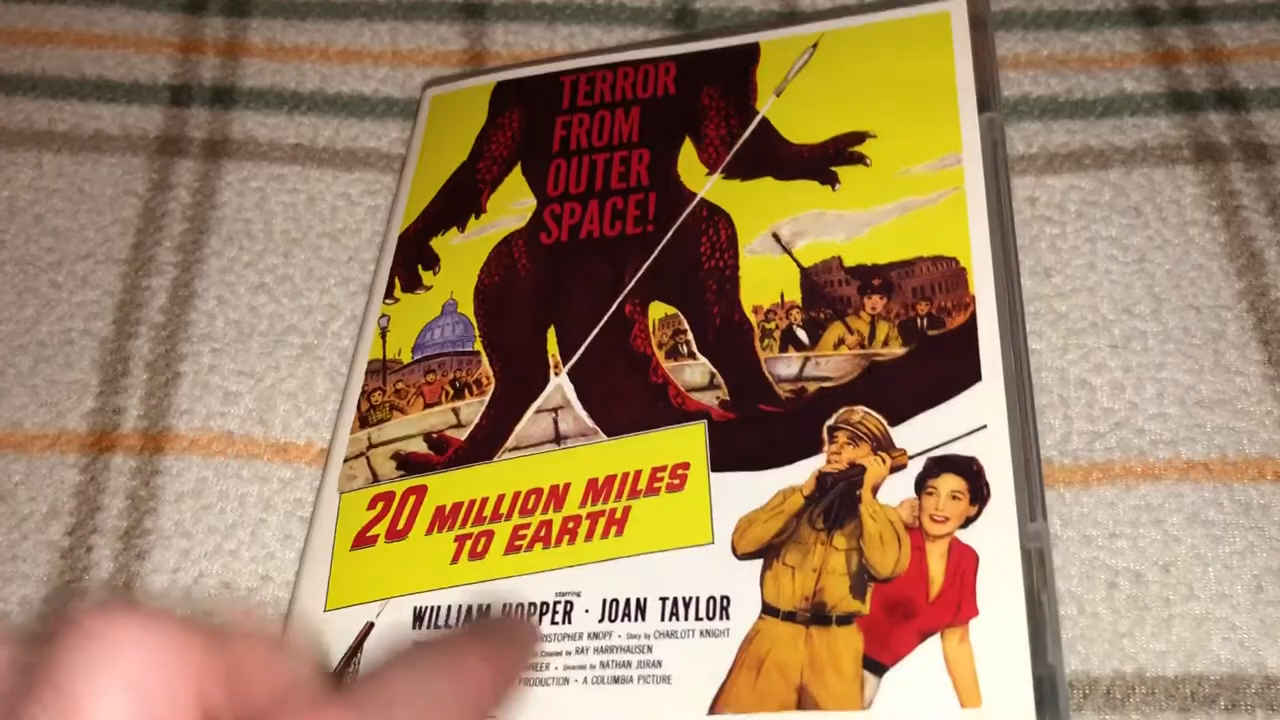 TERROR
FROM
OUTER
SPACE!
20 MILLION MILES
TO EARTH
starring
WILLIAM HOPPER · JOAN TAYLOR
CHRISTOPHER KNOPF · Story by CHARLOTT KNIGHT
Created by RAY HARRYHAUSEN
· Directed by NATHAN JURAN
PRODUCTION · A COLUMBIA PICTURE